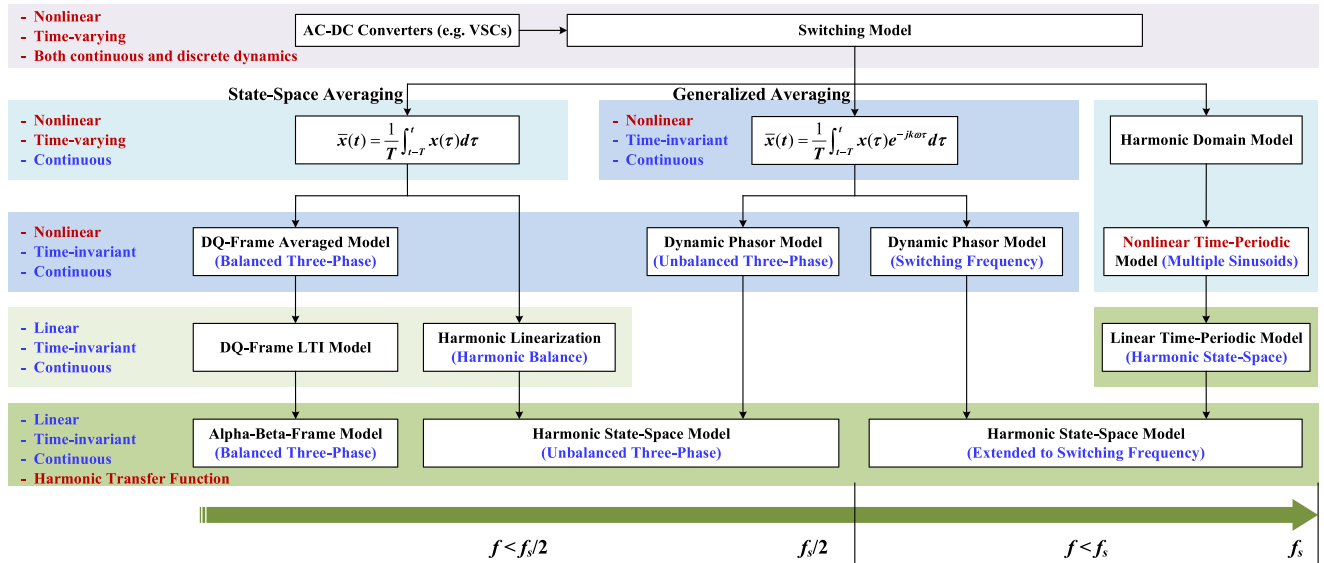 - Nonlinear
- Time-varying
- Both continuous and discrete dynamics
AC-DC Converters (e.g. VSCs)
Switching Model
State-Space Averaging
Generalized Averaging
- Nonlinear
- Time-varying
- Continuous
x̄(t) = 1/T ∫_{t−T}^{t} x(τ)dτ
- Nonlinear
- Time-invariant
- Continuous
x̄(t) = 1/T ∫_{t−T}^{t} x(τ)e^{−jkωτ}dτ
Harmonic Domain Model
- Nonlinear
- Time-invariant
- Continuous
DQ-Frame Averaged Model
(Balanced Three-Phase)
Dynamic Phasor Model
(Unbalanced Three-Phase)
Dynamic Phasor Model
(Switching Frequency)
Nonlinear Time-Periodic
Model (Multiple Sinusoids)
- Linear
- Time-invariant
- Continuous
DQ-Frame LTI Model
Harmonic Linearization
(Harmonic Balance)
Linear Time-Periodic Model
(Harmonic State-Space)
- Linear
- Time-invariant
- Continuous
- Harmonic Transfer Function
Alpha-Beta-Frame Model
(Balanced Three-Phase)
Harmonic State-Space Model
(Unbalanced Three-Phase)
Harmonic State-Space Model
(Extended to Switching Frequency)
f < f_s/2
f_s/2
f < f_s
f_s